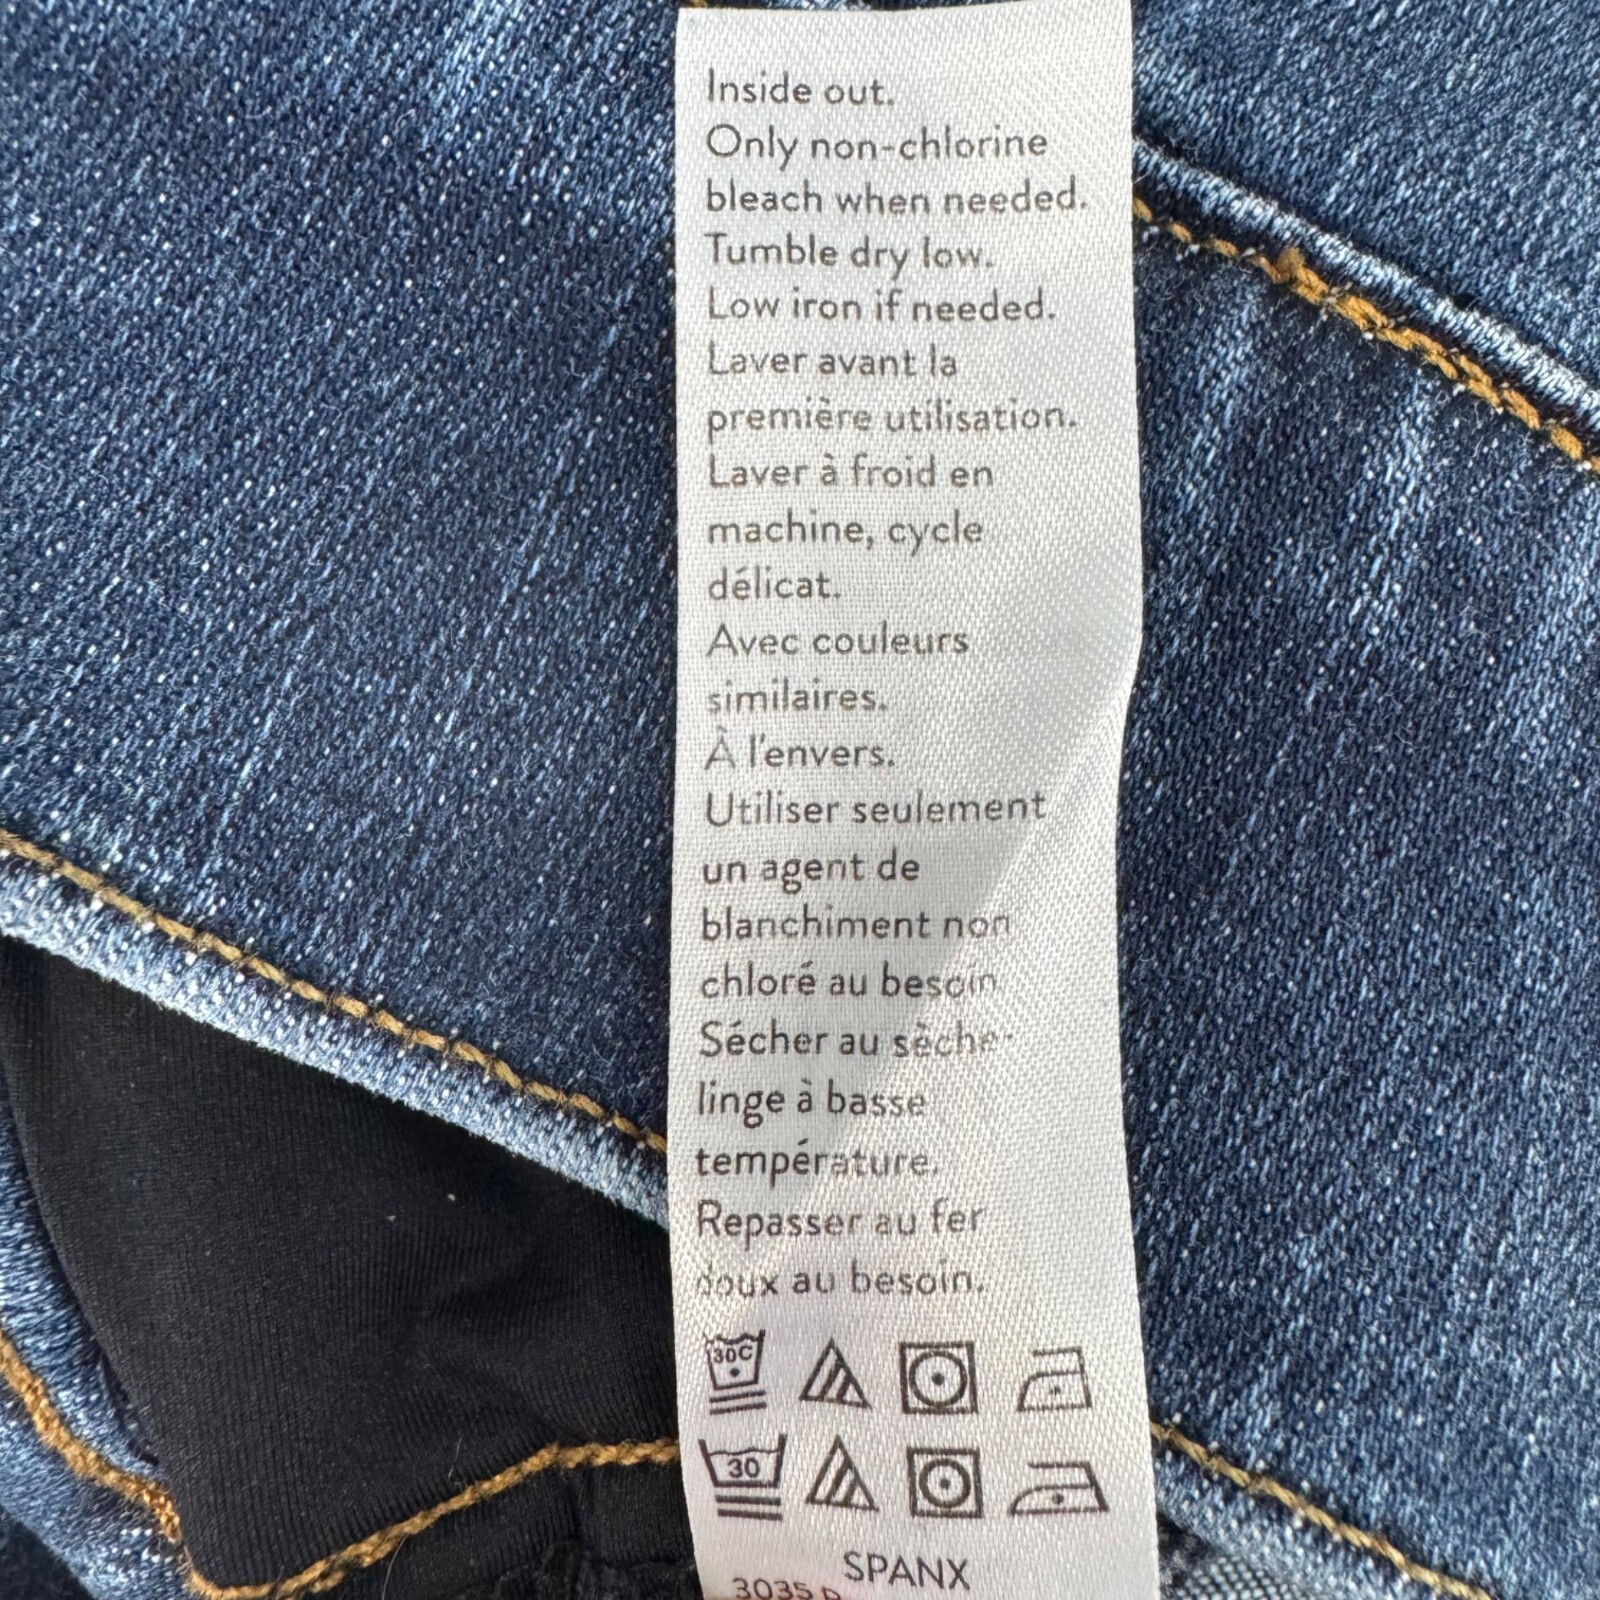 Inside out.
Only non-chlorine
bleach when needed.
Tumble dry low.
Low iron if needed.
Laver avant la
première utilisation.
Laver à froid en
machine, cycle
délicat.
Avec couleurs
similaires.
À l'envers.
Utiliser seulement
un agent de
blanchiment non
chloré au besoin.
Sécher au sèche-
linge à basse
température.
Repasser au fer
doux au besoin.
30C
30
SPANX
3035